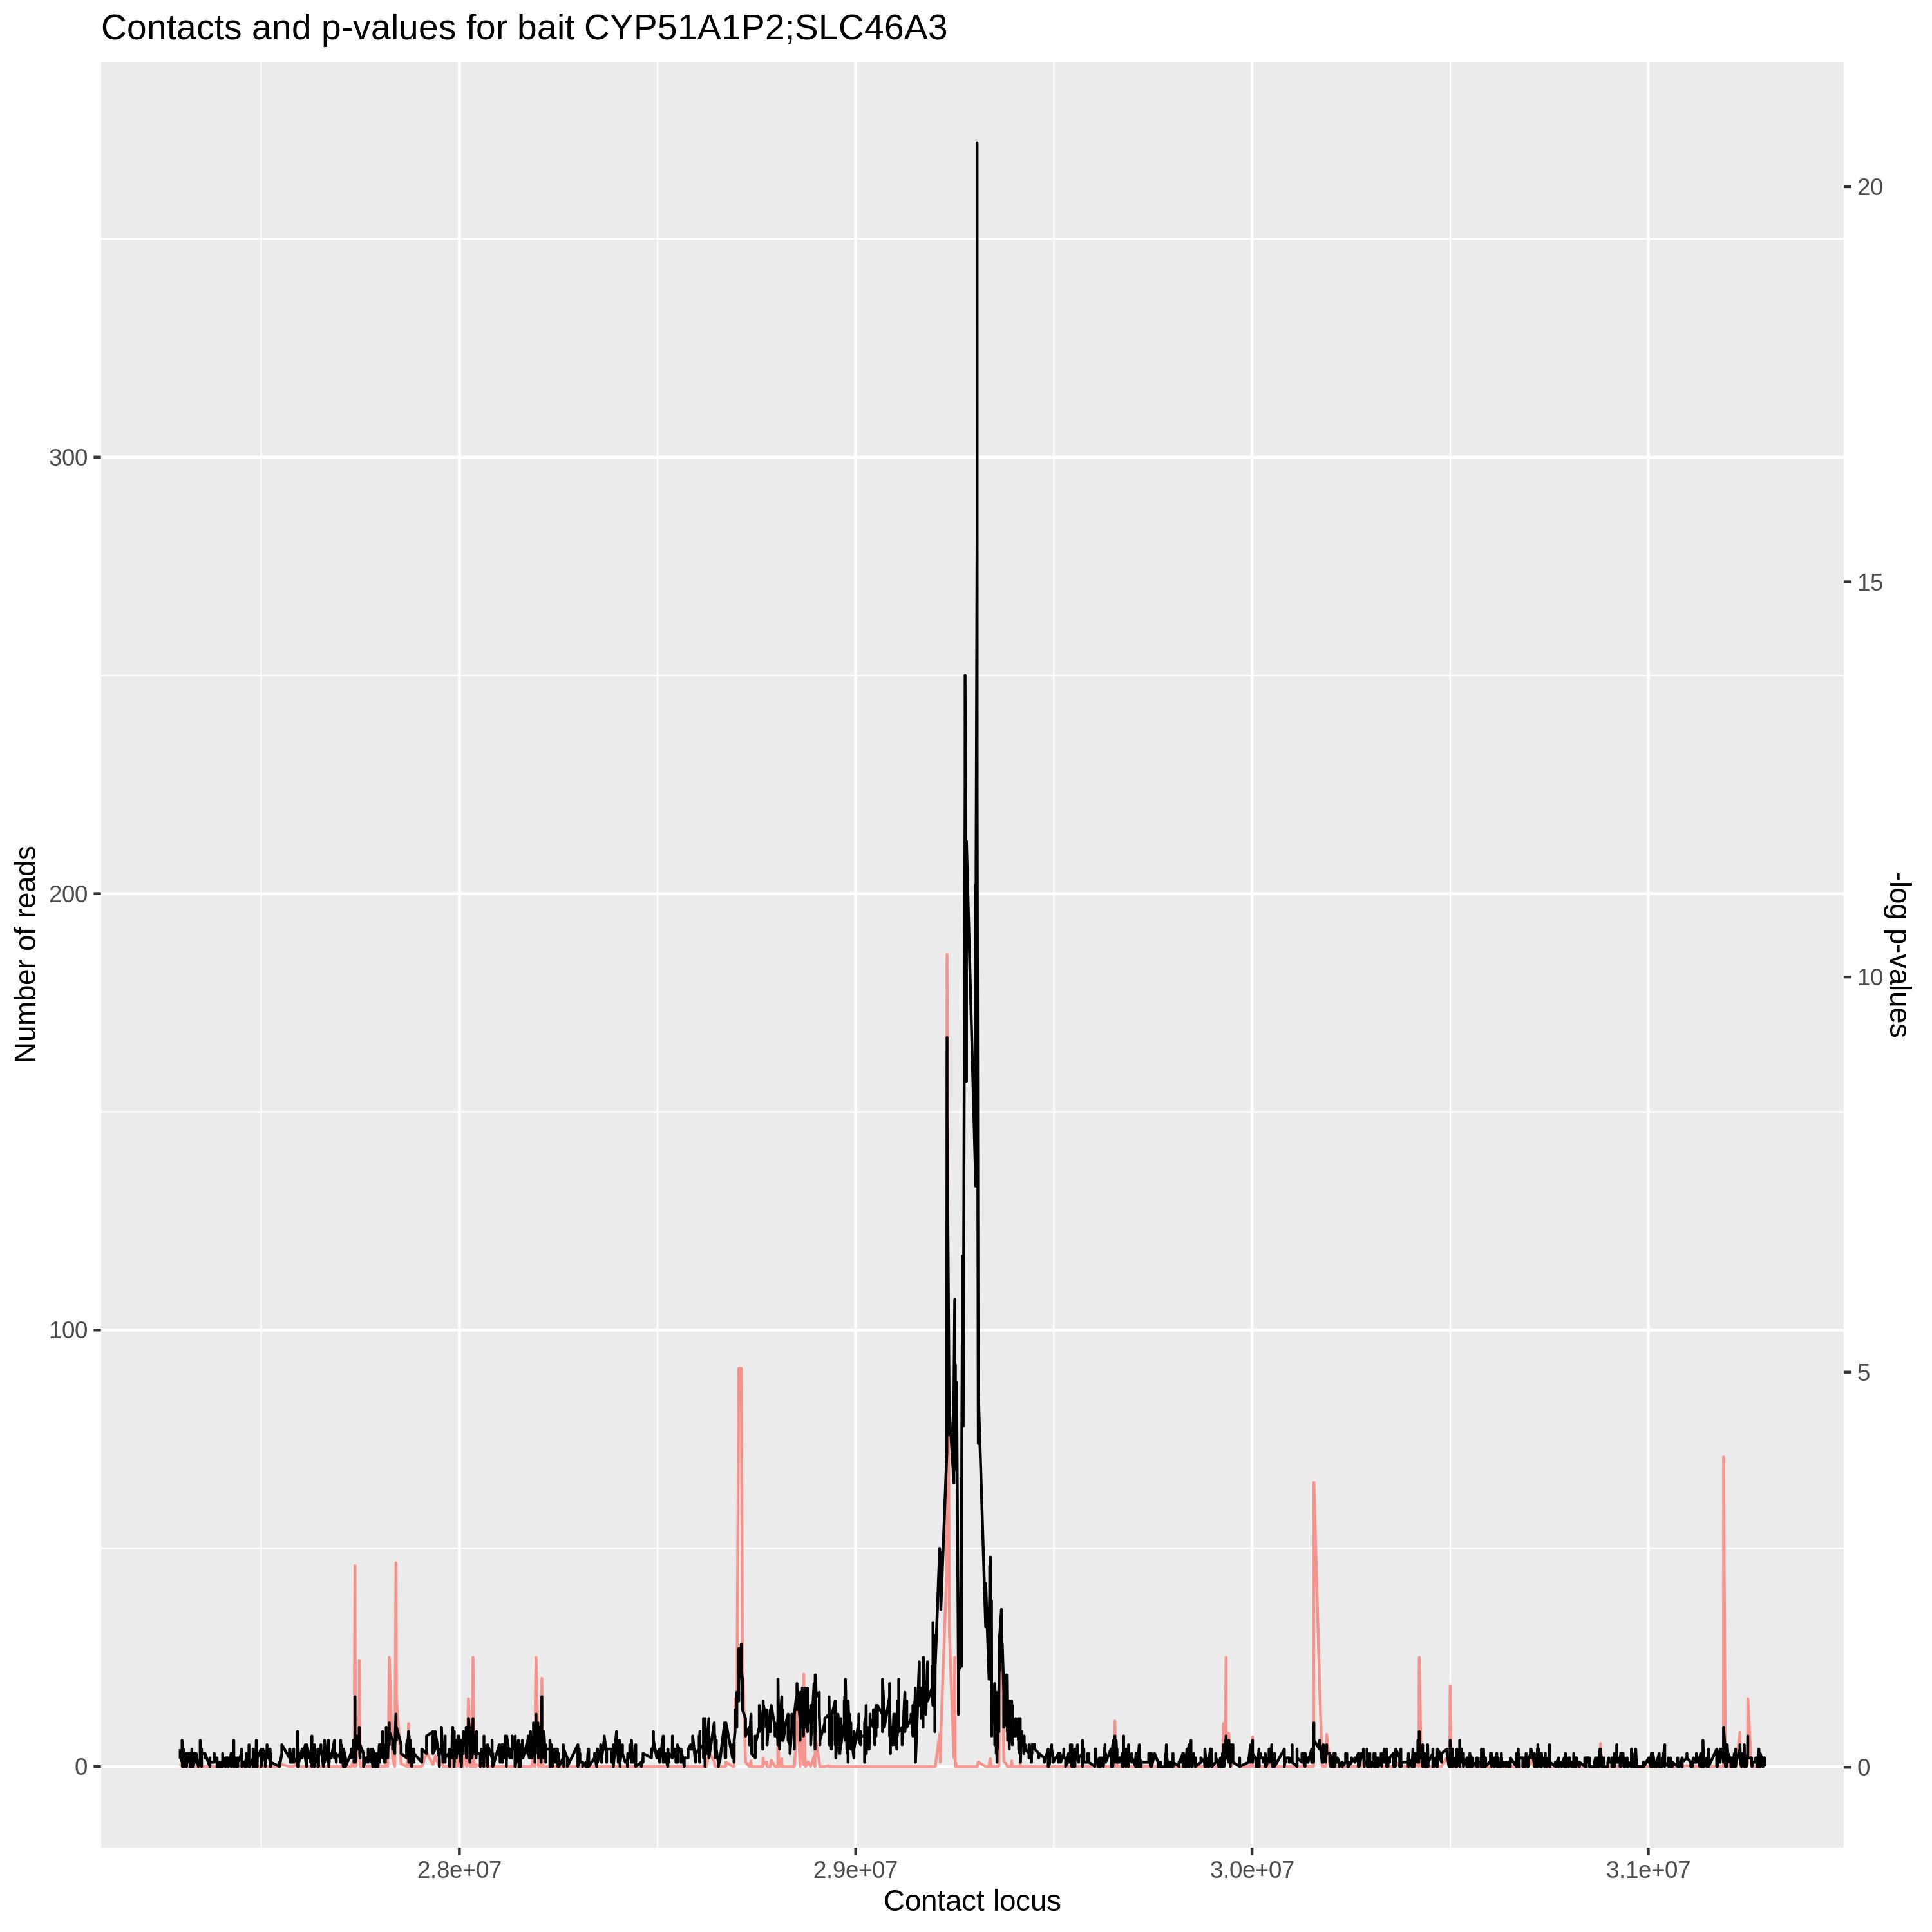 Contacts and p-values for bait CYP51A1P2;SLC46A3
Number of reads
300
200
100
0
20
15
10
5
0
-log p-values
2.8e+07 2.9e+07 3.0e+07 3.1e+07
Contact locus